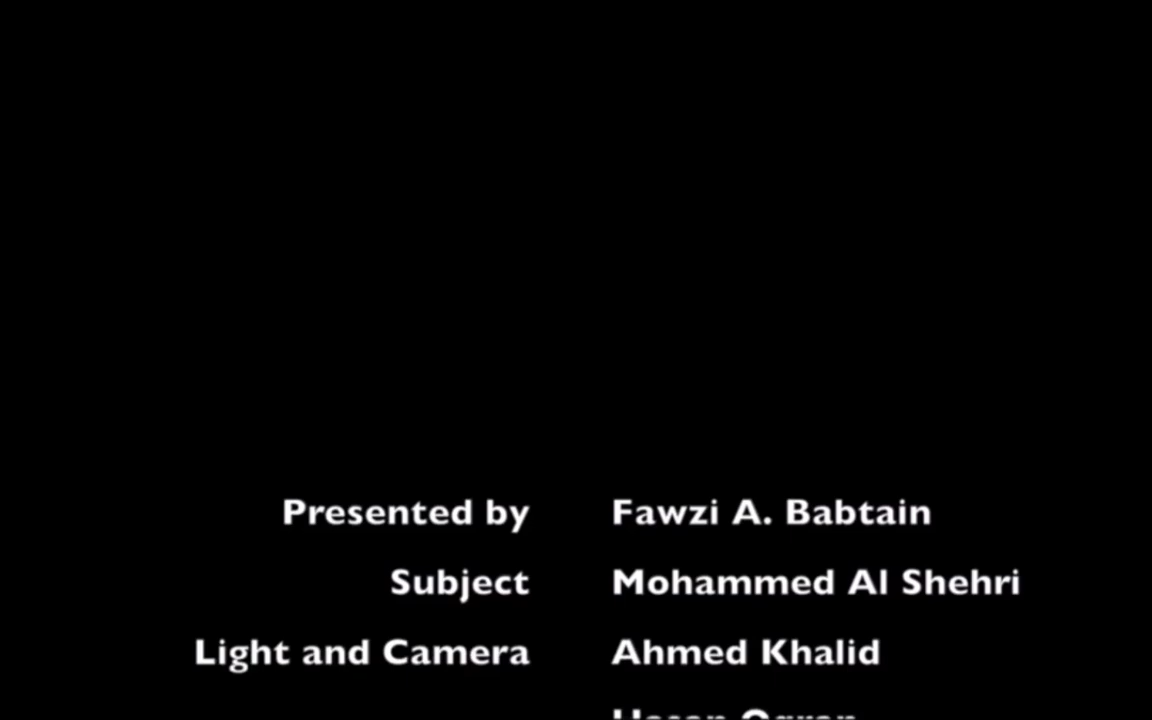 Presented by Fawzi A. Babtain
Subject Mohammed Al Shehri
Light and Camera Ahmed Khalid